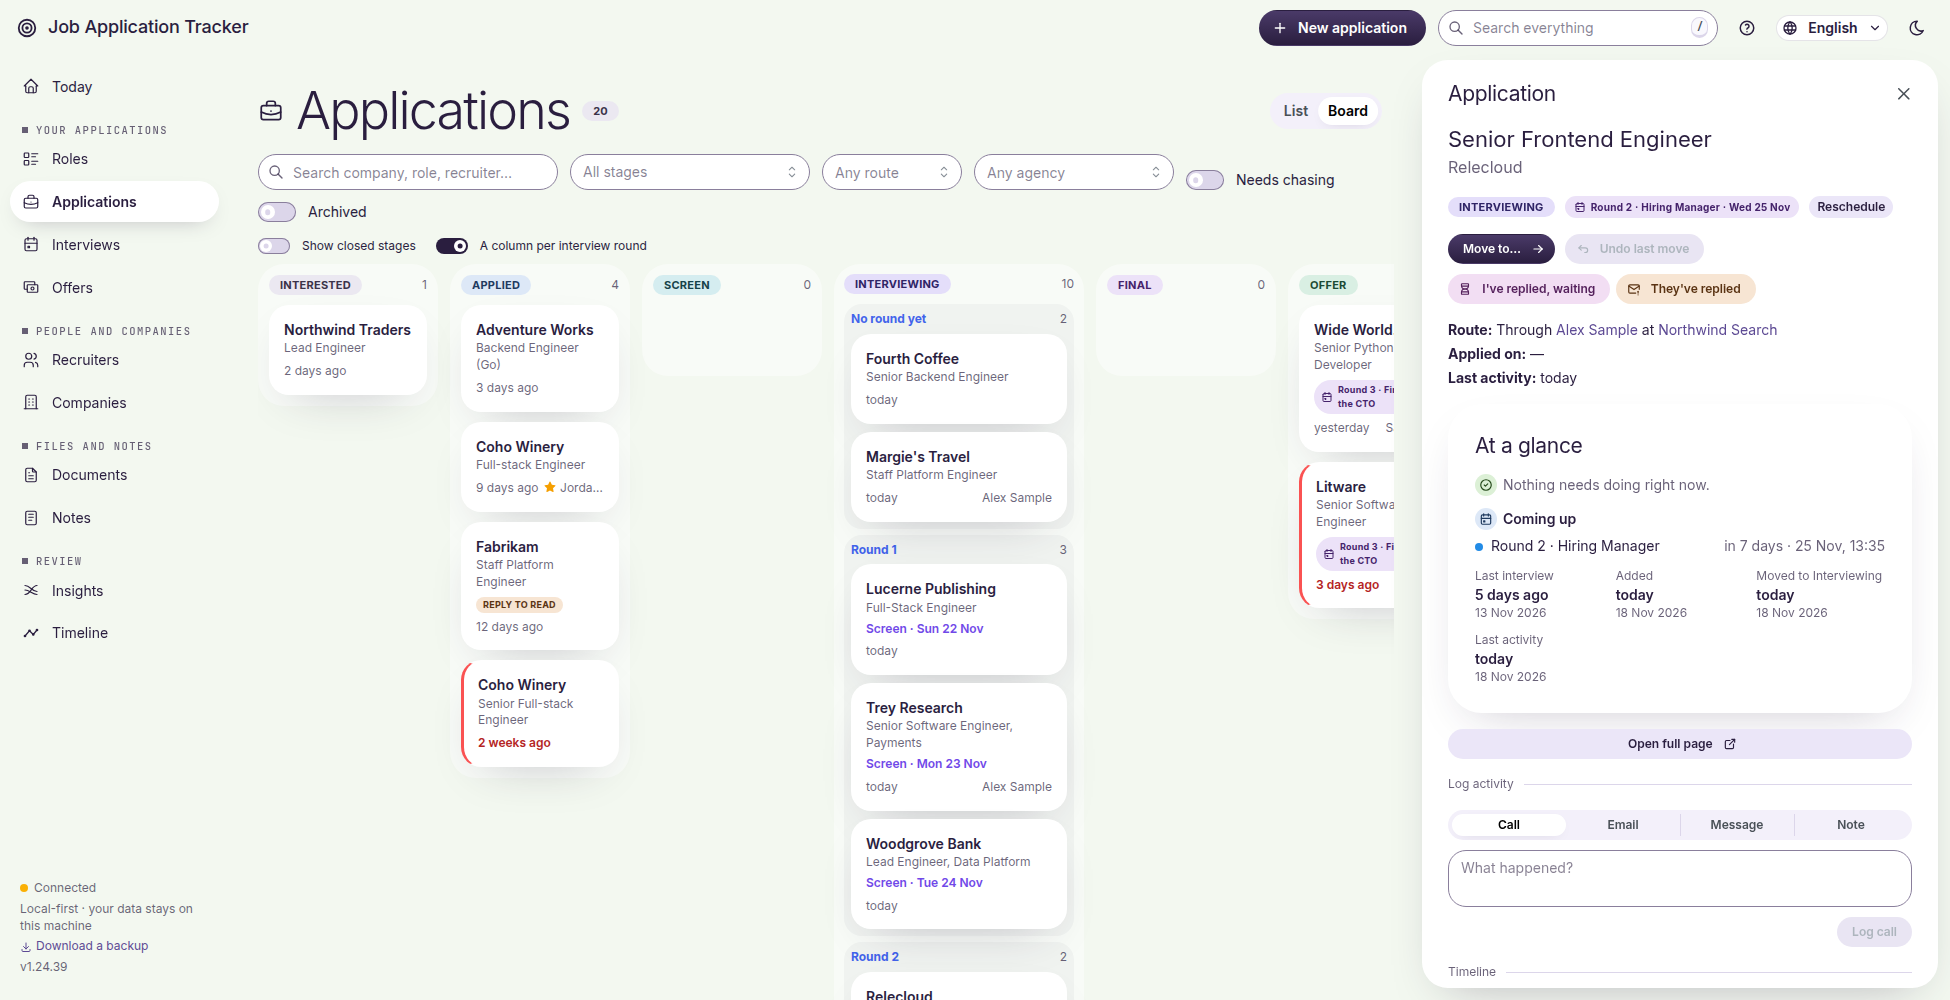 Job Application Tracker
New application
Search everything
/
English
Today
YOUR APPLICATIONS
Roles
Applications
Interviews
Offers
PEOPLE AND COMPANIES
Recruiters
Companies
FILES AND NOTES
Documents
Notes
REVIEW
Insights
Timeline
Connected
Local-first · your data stays on
this machine
Download a backup
v1.24.39
Applications
20
List
Board
Search company, role, recruiter...
All stages
Any route
Any agency
Needs chasing
Archived
Show closed stages
A column per interview round
INTERESTED
1
Northwind Traders
Lead Engineer
2 days ago
APPLIED
4
Adventure Works
Backend Engineer
(Go)
3 days ago
Coho Winery
Full-stack Engineer
9 days ago
Jorda...
Fabrikam
Staff Platform
Engineer
REPLY TO READ
12 days ago
Coho Winery
Senior Full-stack
Engineer
2 weeks ago
SCREEN
0
INTERVIEWING
10
No round yet
2
Fourth Coffee
Senior Backend Engineer
today
Margie's Travel
Staff Platform Engineer
today
Alex Sample
Round 1
3
Lucerne Publishing
Full-Stack Engineer
Screen · Sun 22 Nov
today
Trey Research
Senior Software Engineer,
Payments
Screen · Mon 23 Nov
today
Alex Sample
Woodgrove Bank
Lead Engineer, Data Platform
Screen · Tue 24 Nov
today
Round 2
2
Relecloud
FINAL
0
OFFER
Wide World
Senior Python
Developer
Round 3 · Fi
the CTO
yesterday
S
Litware
Senior Softwa
Engineer
Round 3 · Fi
the CTO
3 days ago
Application
Senior Frontend Engineer
Relecloud
INTERVIEWING
Round 2 · Hiring Manager · Wed 25 Nov
Reschedule
Move to...
Undo last move
I've replied, waiting
They've replied
Route: Through Alex Sample at Northwind Search
Applied on: —
Last activity: today
At a glance
Nothing needs doing right now.
Coming up
Round 2 · Hiring Manager
in 7 days · 25 Nov, 13:35
Last interview
5 days ago
13 Nov 2026
Added
today
18 Nov 2026
Moved to Interviewing
today
18 Nov 2026
Last activity
today
18 Nov 2026
Open full page
Log activity
Call
Email
Message
Note
What happened?
Log call
Timeline